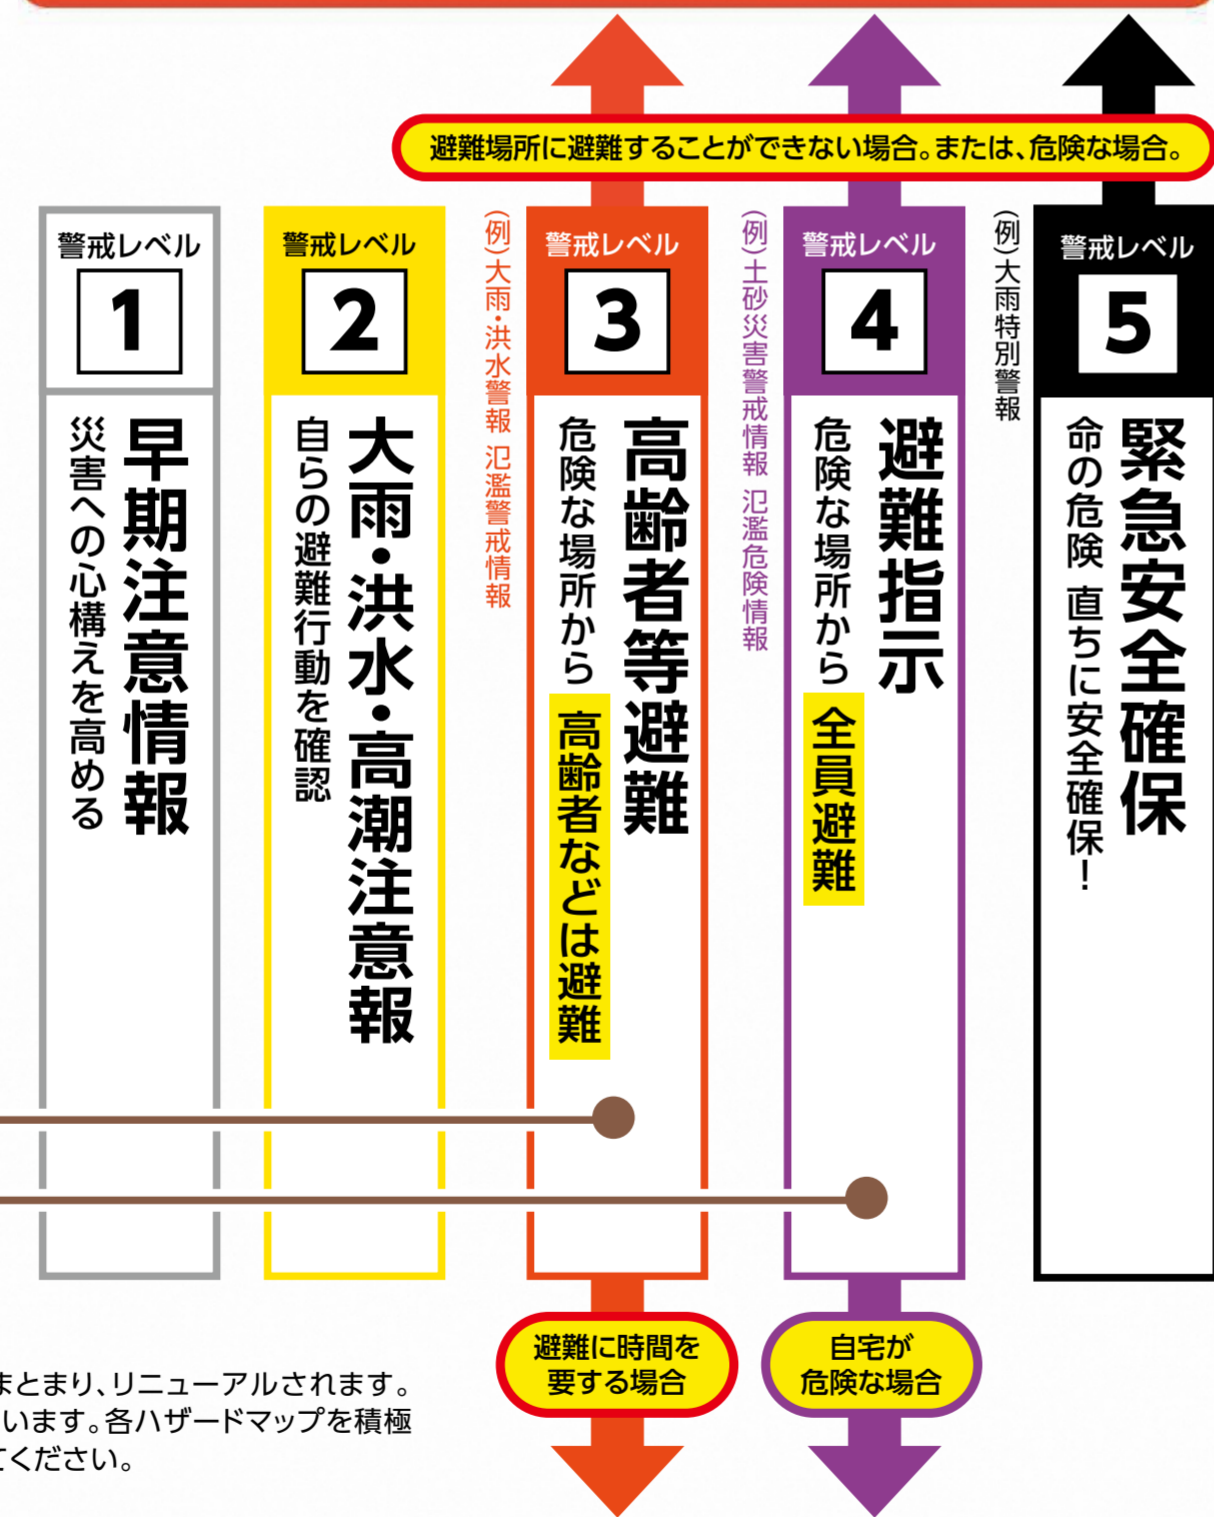 避難場所に避難することができない場合。または、危険な場合。
警戒レベル
1
早期注意情報
災害への心構えを高める
警戒レベル
2
大雨・洪水・高潮注意報
自らの避難行動を確認
(例)大雨・洪水警報 氾濫警戒情報
警戒レベル
3
高齢者等避難
危険な場所から 高齢者などは避難
(例)土砂災害警戒情報 氾濫危険情報
警戒レベル
4
避難指示
危険な場所から 全員避難
(例)大雨特別警報
警戒レベル
5
緊急安全確保
命の危険 直ちに安全確保!
避難に時間を
要する場合
自宅が
危険な場合
まとまり、リニューアルされます。
います。各ハザードマップを積極
てください。